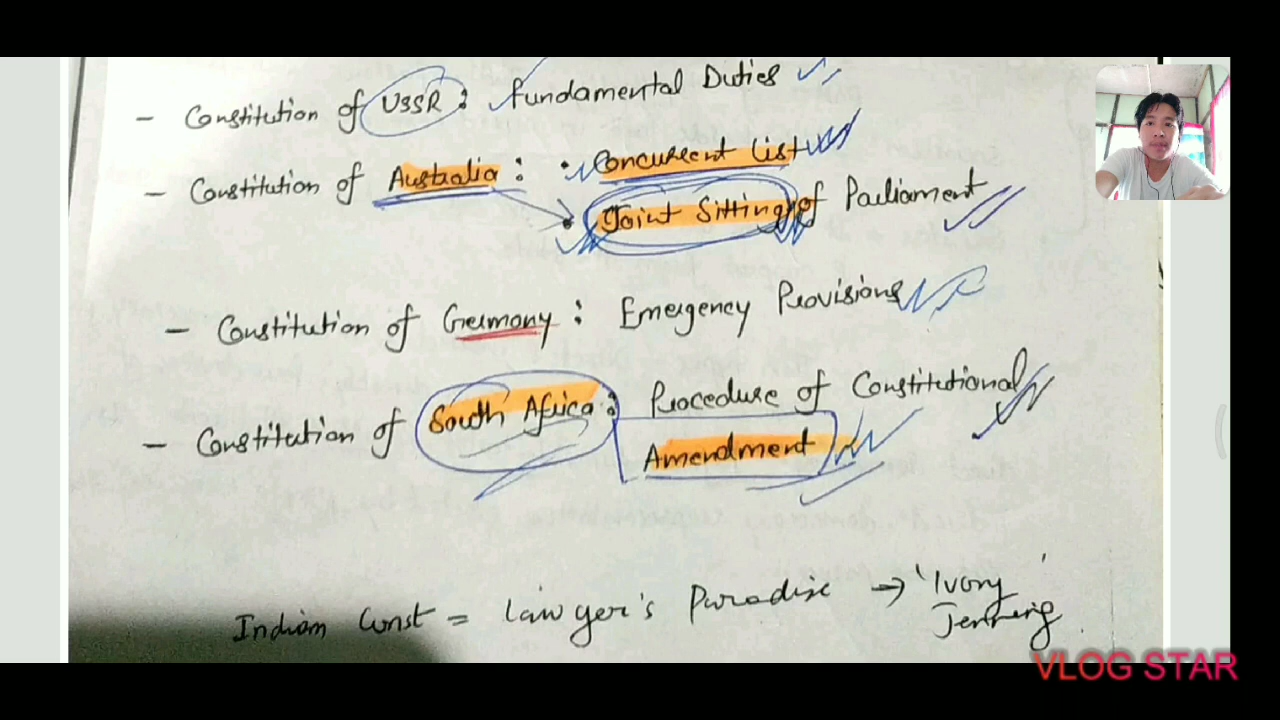 - Constitution of USSR : Fundamental Duties
- Constitution of Australia : • Concurrent List
• Joint Sitting of Parliament
- Constitution of Germany : Emergency Provisions
- Constitution of South Africa : Procedure of Constitutional
Amendment
Indian Const = Lawyer's Paradise → 'Ivory
Jenning'
VLOG STAR